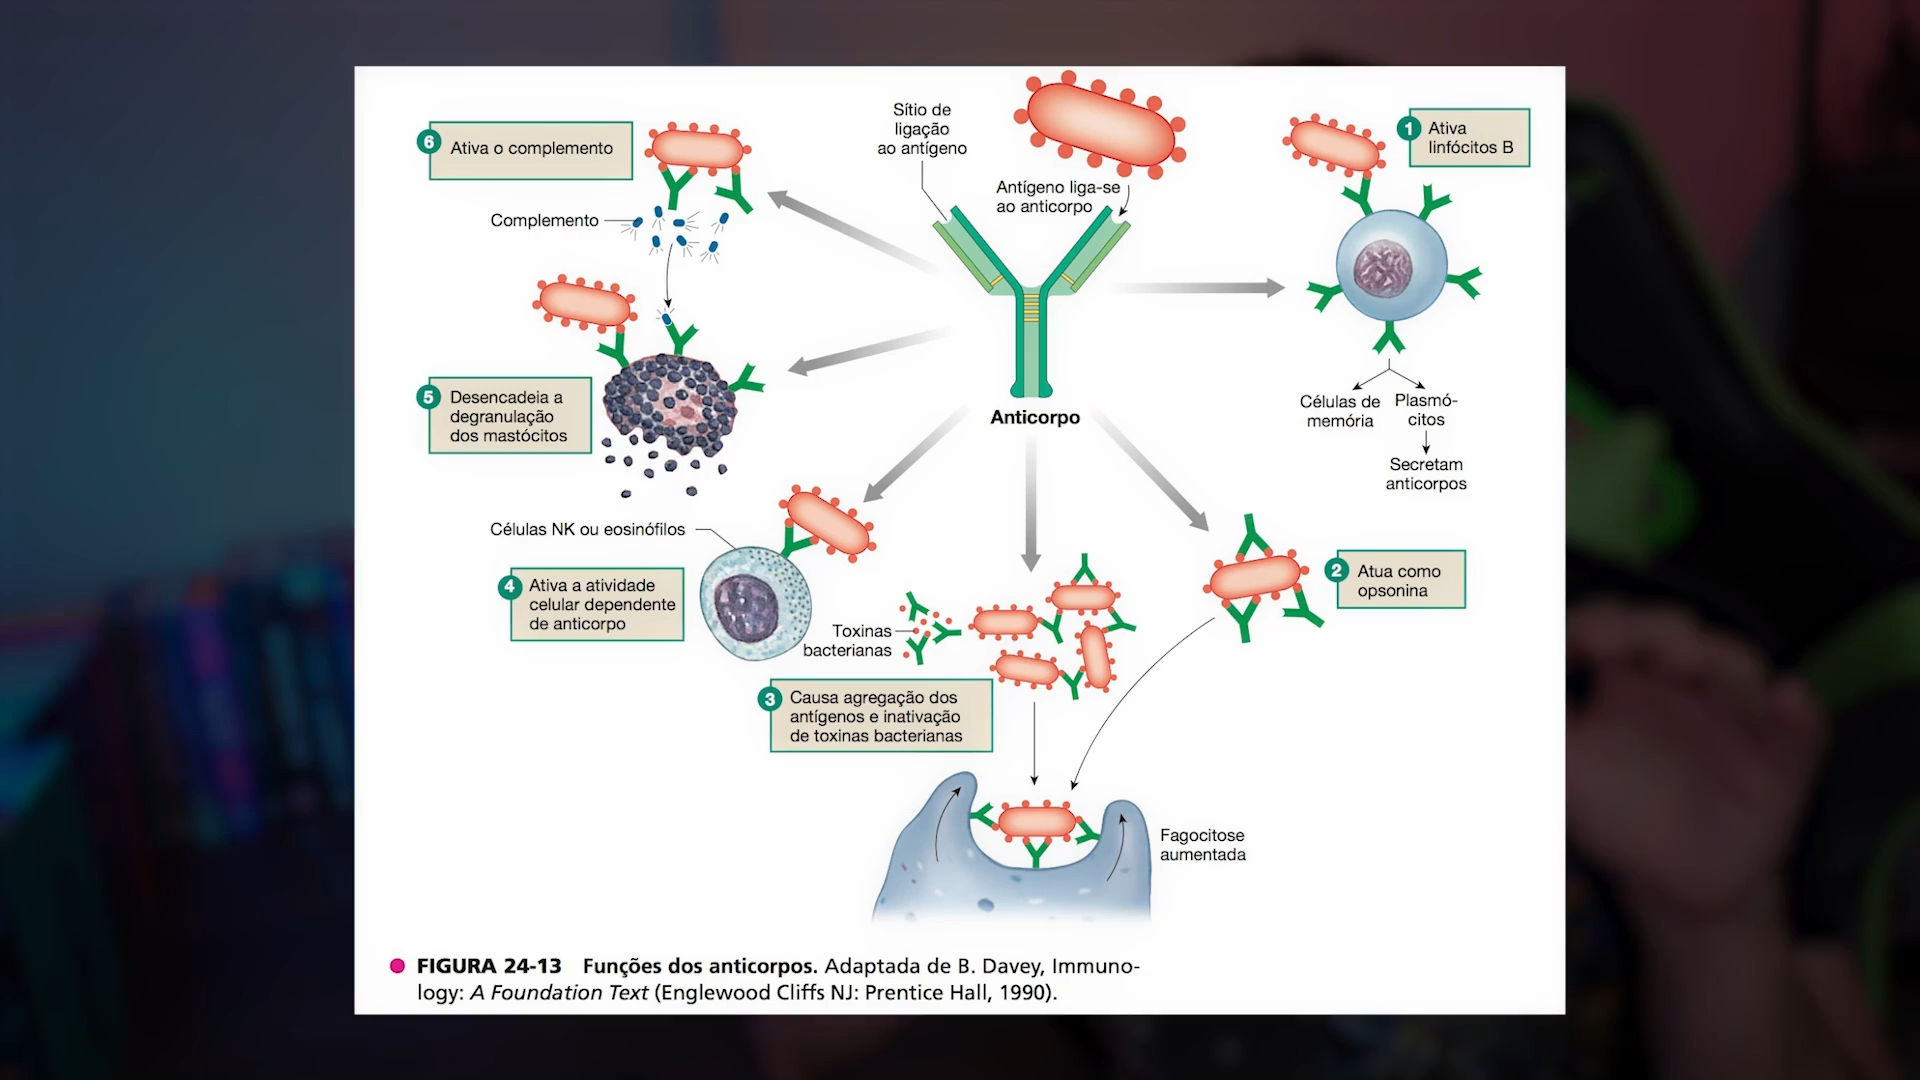 Sítio de
ligação
ao antígeno
Antígeno liga-se
ao anticorpo
Anticorpo
1 Ativa
linfócitos B
Células de
memória
Plasmó-
citos
Secretam
anticorpos
2 Atua como
opsonina
Fagocitose
aumentada
3 Causa agregação dos
antígenos e inativação
de toxinas bacterianas
Toxinas
bacterianas
Células NK ou eosinófilos
4 Ativa a atividade
celular dependente
de anticorpo
5 Desencadeia a
degranulação
dos mastócitos
6 Ativa o complemento
Complemento
FIGURA 24-13 Funções dos anticorpos. Adaptada de B. Davey, Immuno-
logy: A Foundation Text (Englewood Cliffs NJ: Prentice Hall, 1990).